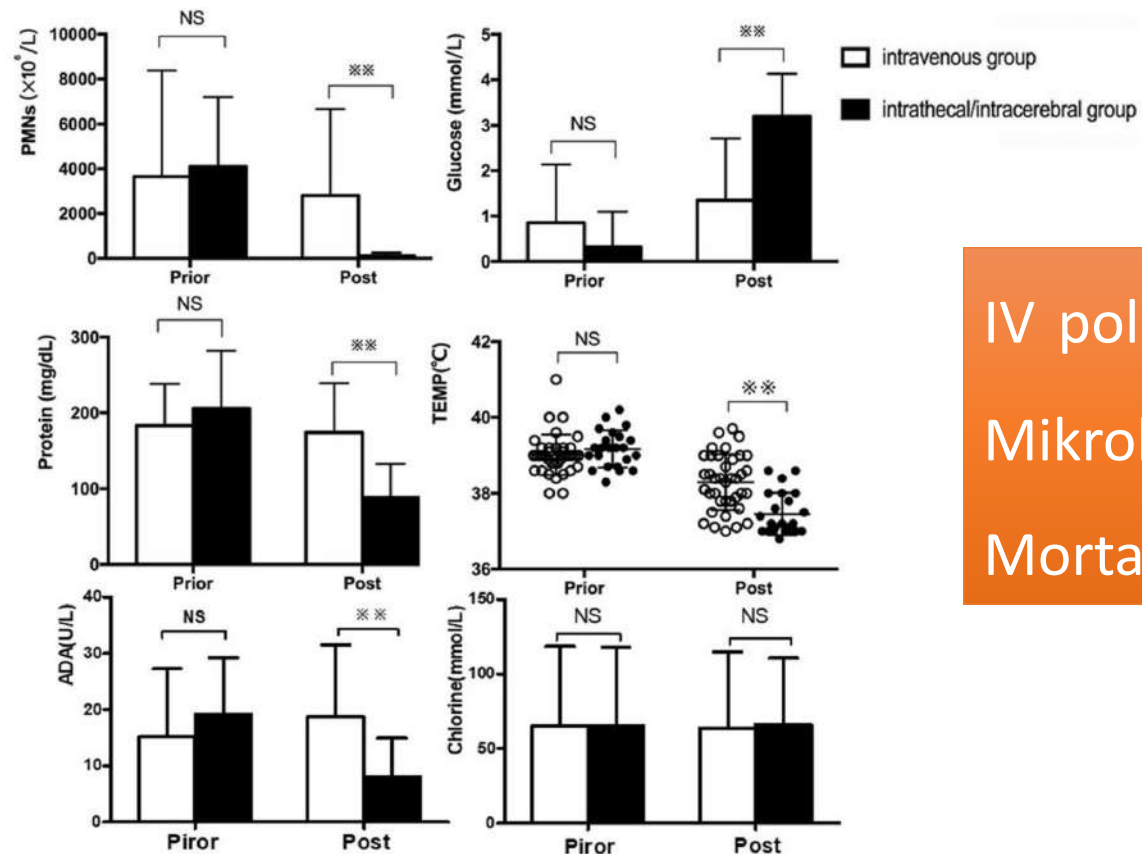 PMNs (×10⁶/L)
10000
8000
6000
4000
2000
0
NS
※※
Prior
Post
Glucose (mmol/L)
5
4
3
2
1
0
NS
※※
Prior
Post
intravenous group
intrathecal/intracerebral group
Protein (mg/dL)
300
200
100
0
NS
※※
Prior
Post
TEMP(℃)
42
40
38
36
NS
※※
Prior
Post
ADA(U/L)
40
30
20
10
0
NS
※※
Piror
Post
Chlorine(mmol/L)
150
100
50
0
NS
NS
Piror
Post
IV pol
Mikro
Morta